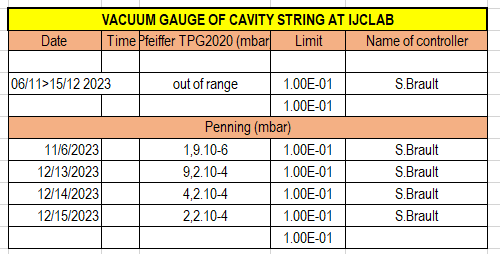 VACUUM GAUGE OF CAVITY STRING AT IJCLAB
Date Time Pfeiffer TPG2020 (mbar Limit Name of controller
06/11>15/12 2023 out of range 1.00E-01 S.Brault
1.00E-01
Penning (mbar)
11/6/2023 1,9.10-6 1.00E-01 S.Brault
12/13/2023 9,2.10-4 1.00E-01 S.Brault
12/14/2023 4,2.10-4 1.00E-01 S.Brault
12/15/2023 2,2.10-4 1.00E-01 S.Brault
1.00E-01